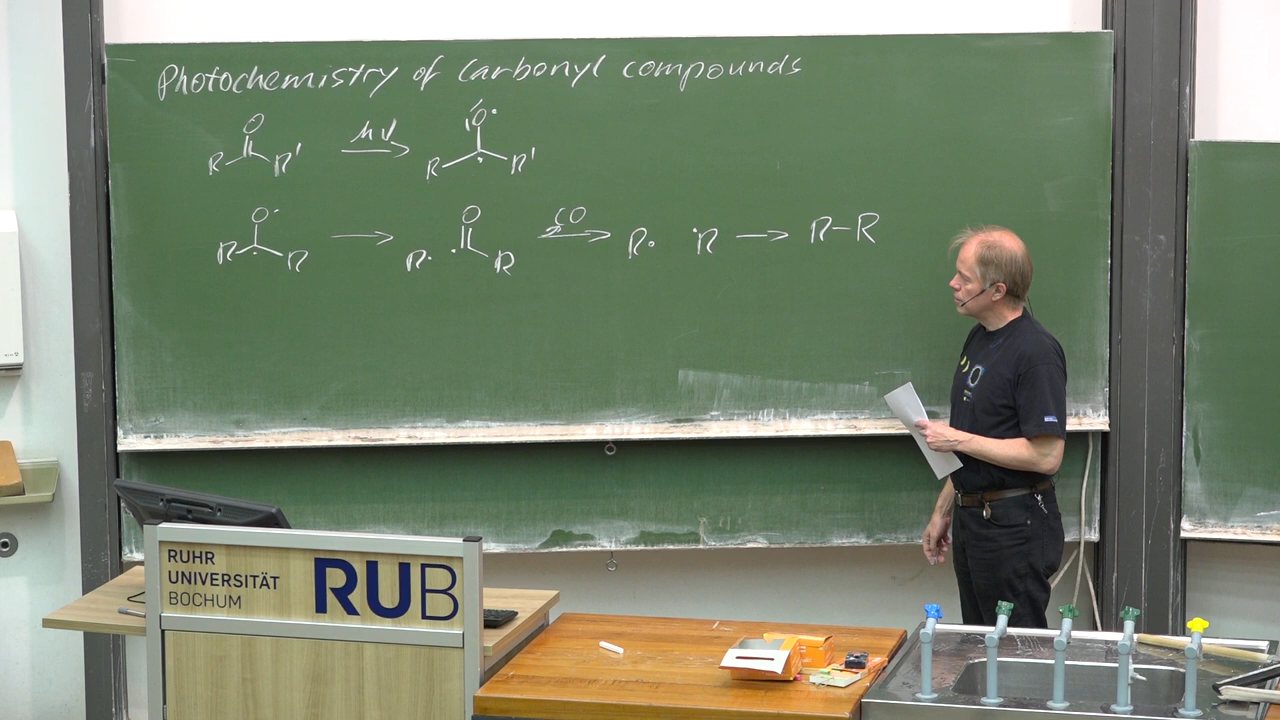 Photochemistry of Carbonyl compounds
O hν O·
R R' R R'
O· O CO
R R R· R R· ·R → R-R
RUHR
UNIVERSITÄT
BOCHUM
RUB